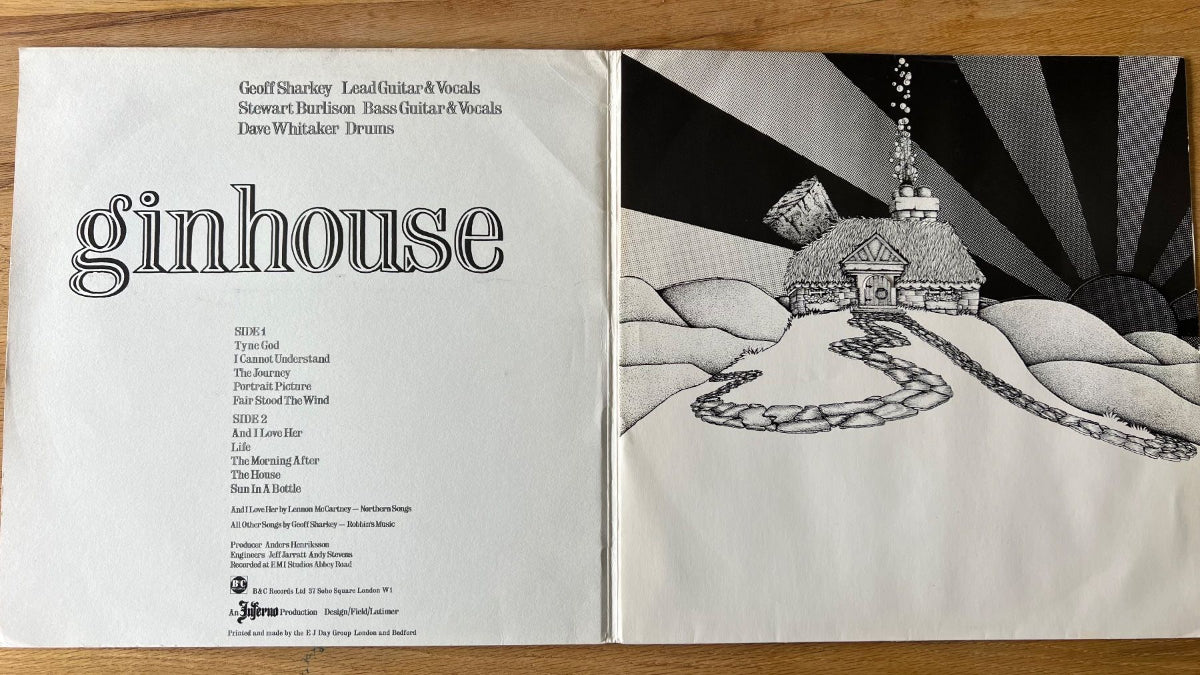 Geoff Sharkey Lead Guitar & Vocals
Stewart Burlison Bass Guitar & Vocals
Dave Whitaker Drums
ginhouse
SIDE 1
Tyne God
I Cannot Understand
The Journey
Portrait Picture
Fair Stood The Wind
SIDE 2
And I Love Her
Life
The Morning After
The House
Sun In A Bottle
And I Love Her by Lennon McCartney — Northern Songs
All Other Songs by Geoff Sharkey — Robbin's Music
Producer Anders Henriksson
Engineers Jeff Jarratt Andy Stevens
Recorded at E M I Studios Abbey Road
B&C B&C Records Ltd 37 Soho Square London W1
An Inferno Production Design/Field/Latimer
Printed and made by the E J Day Group London and Bedford